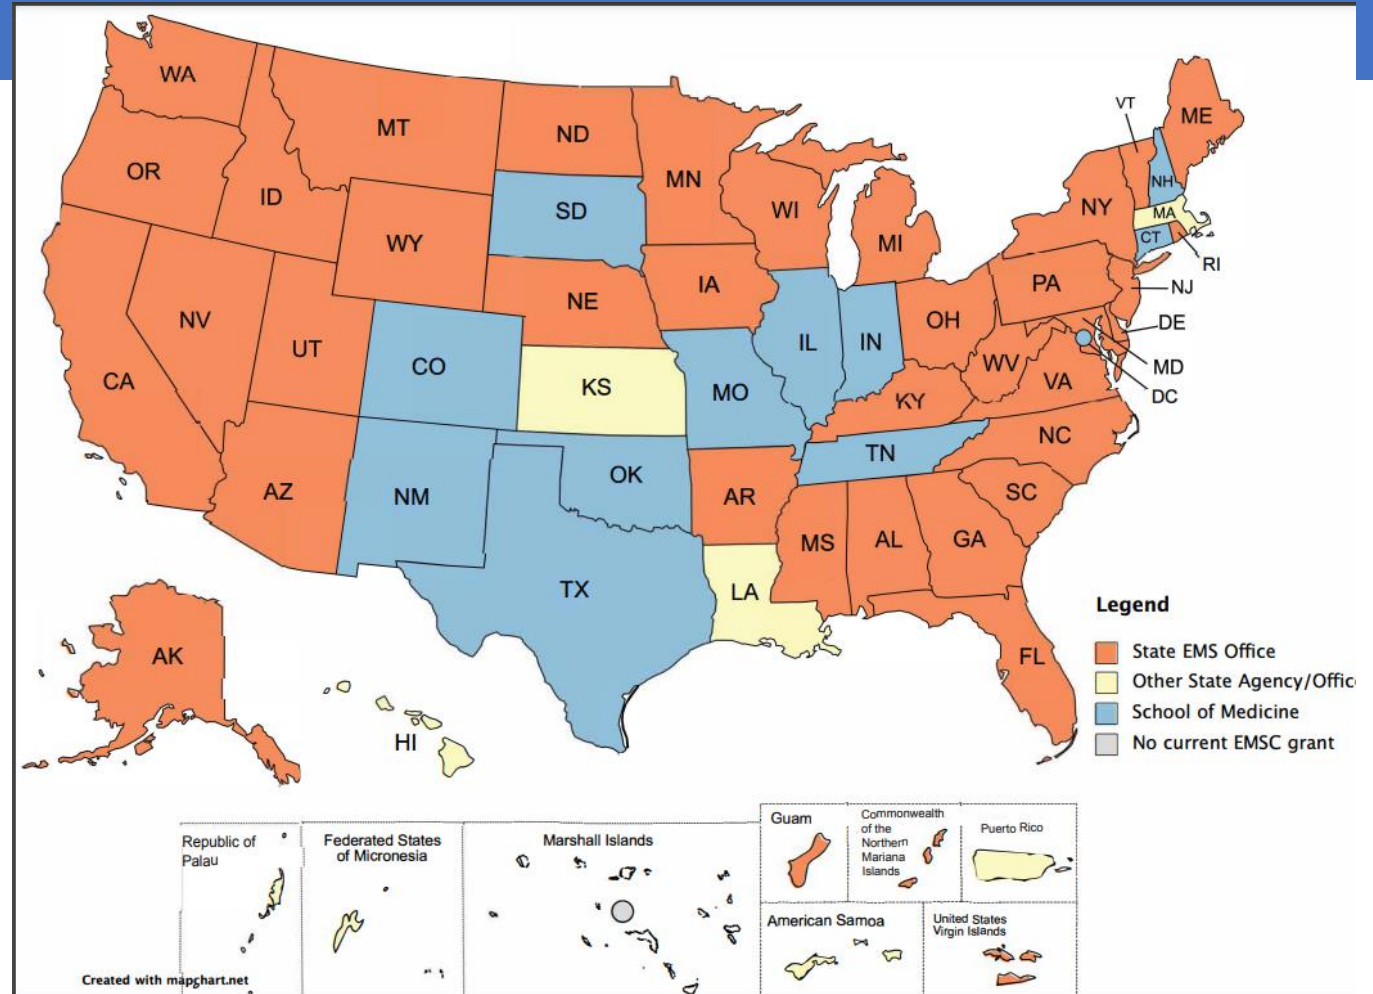 WA
MT
ND
MN
OR
ID
SD
WI
MI
VT
ME
NH
NY
MA
CT
RI
WY
IA
NE
PA
NJ
NV
UT
CO
IL
IN
OH
DE
MD
DC
WV
VA
CA
KS
MO
KY
NC
TN
AZ
NM
OK
AR
SC
MS
AL
GA
TX
LA
FL
AK
HI
Legend
State EMS Office
Other State Agency/Offic
School of Medicine
No current EMSC grant
Republic of
Palau
Federated States
of Micronesia
Marshall Islands
Guam
Commonwealth
of the
Northern
Mariana
Islands
Puerto Rico
American Samoa
United States
Virgin Islands
Created with mapchart.net